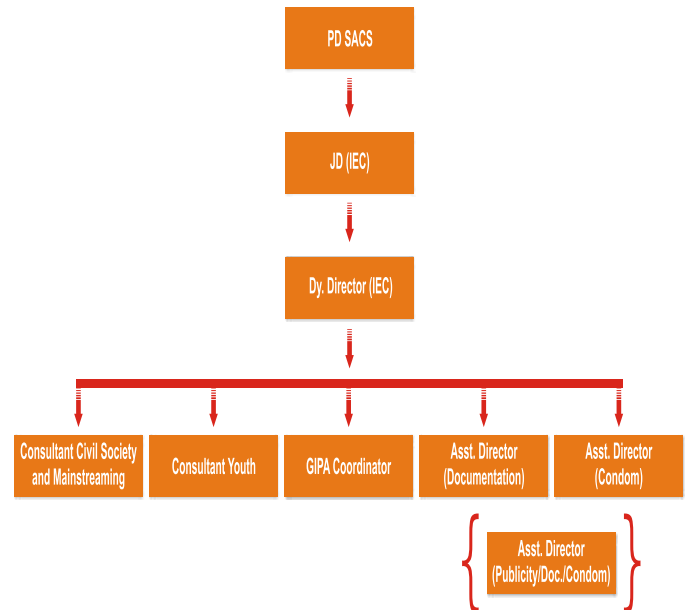 PD SACS
JD (IEC)
Dy. Director (IEC)
Consultant Civil Society
and Mainstreaming
Consultant Youth
GIPA Coordinator
Asst. Director
(Documentation)
Asst. Director
(Condom)
Asst. Director
(Publicity/Doc./Condom)